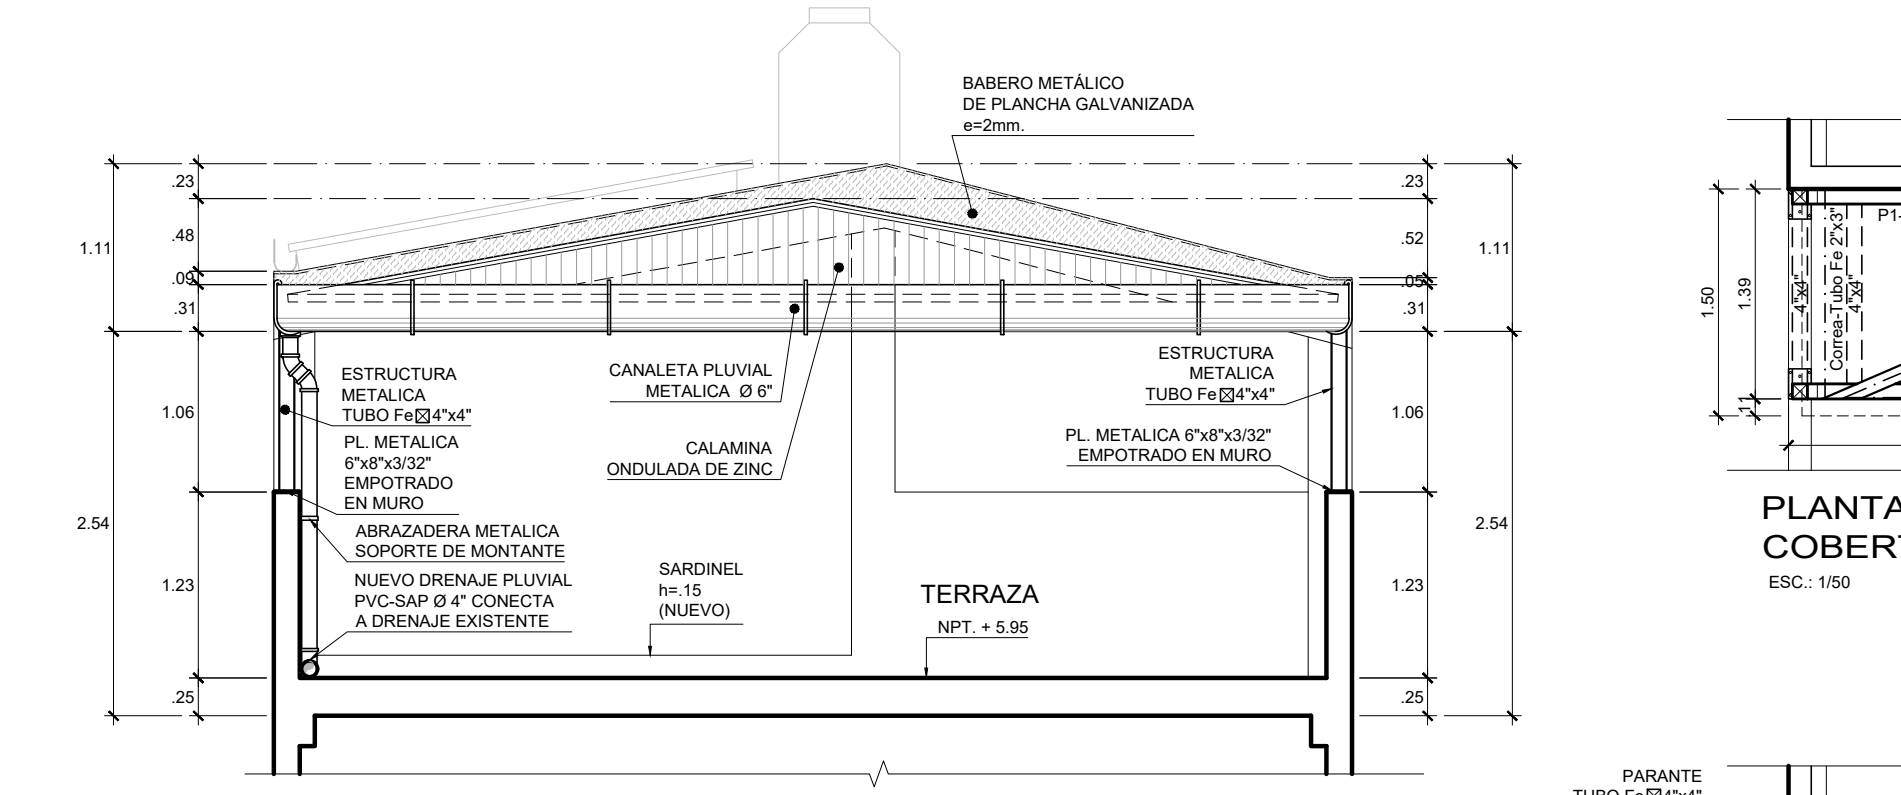 BABERO METÁLICO
DE PLANCHA GALVANIZADA
e=2mm.
.23
.48
.09
.31
1.11
1.06
1.23
.25
2.54
ESTRUCTURA
METALICA
TUBO Fe☒4"x4"
PL. METALICA
6"x8"x3/32"
EMPOTRADO
EN MURO
ABRAZADERA METALICA
SOPORTE DE MONTANTE
NUEVO DRENAJE PLUVIAL
PVC-SAP Ø 4" CONECTA
A DRENAJE EXISTENTE
CANALETA PLUVIAL
METALICA Ø 6"
CALAMINA
ONDULADA DE ZINC
SARDINEL
h=.15
(NUEVO)
TERRAZA
NPT. + 5.95
ESTRUCTURA
METALICA
TUBO Fe☒4"x4"
PL. METALICA 6"x8"x3/32"
EMPOTRADO EN MURO
.23
.52
.05
.31
1.11
1.06
1.23
.25
2.54
P1-
1.50
1.39
.11
4"x4"
Correa-Tubo Fe 2"x3"
4"x4"
PLANTA
COBERT
ESC.: 1/50
PARANTE
TUBO Fe☒4"x4"